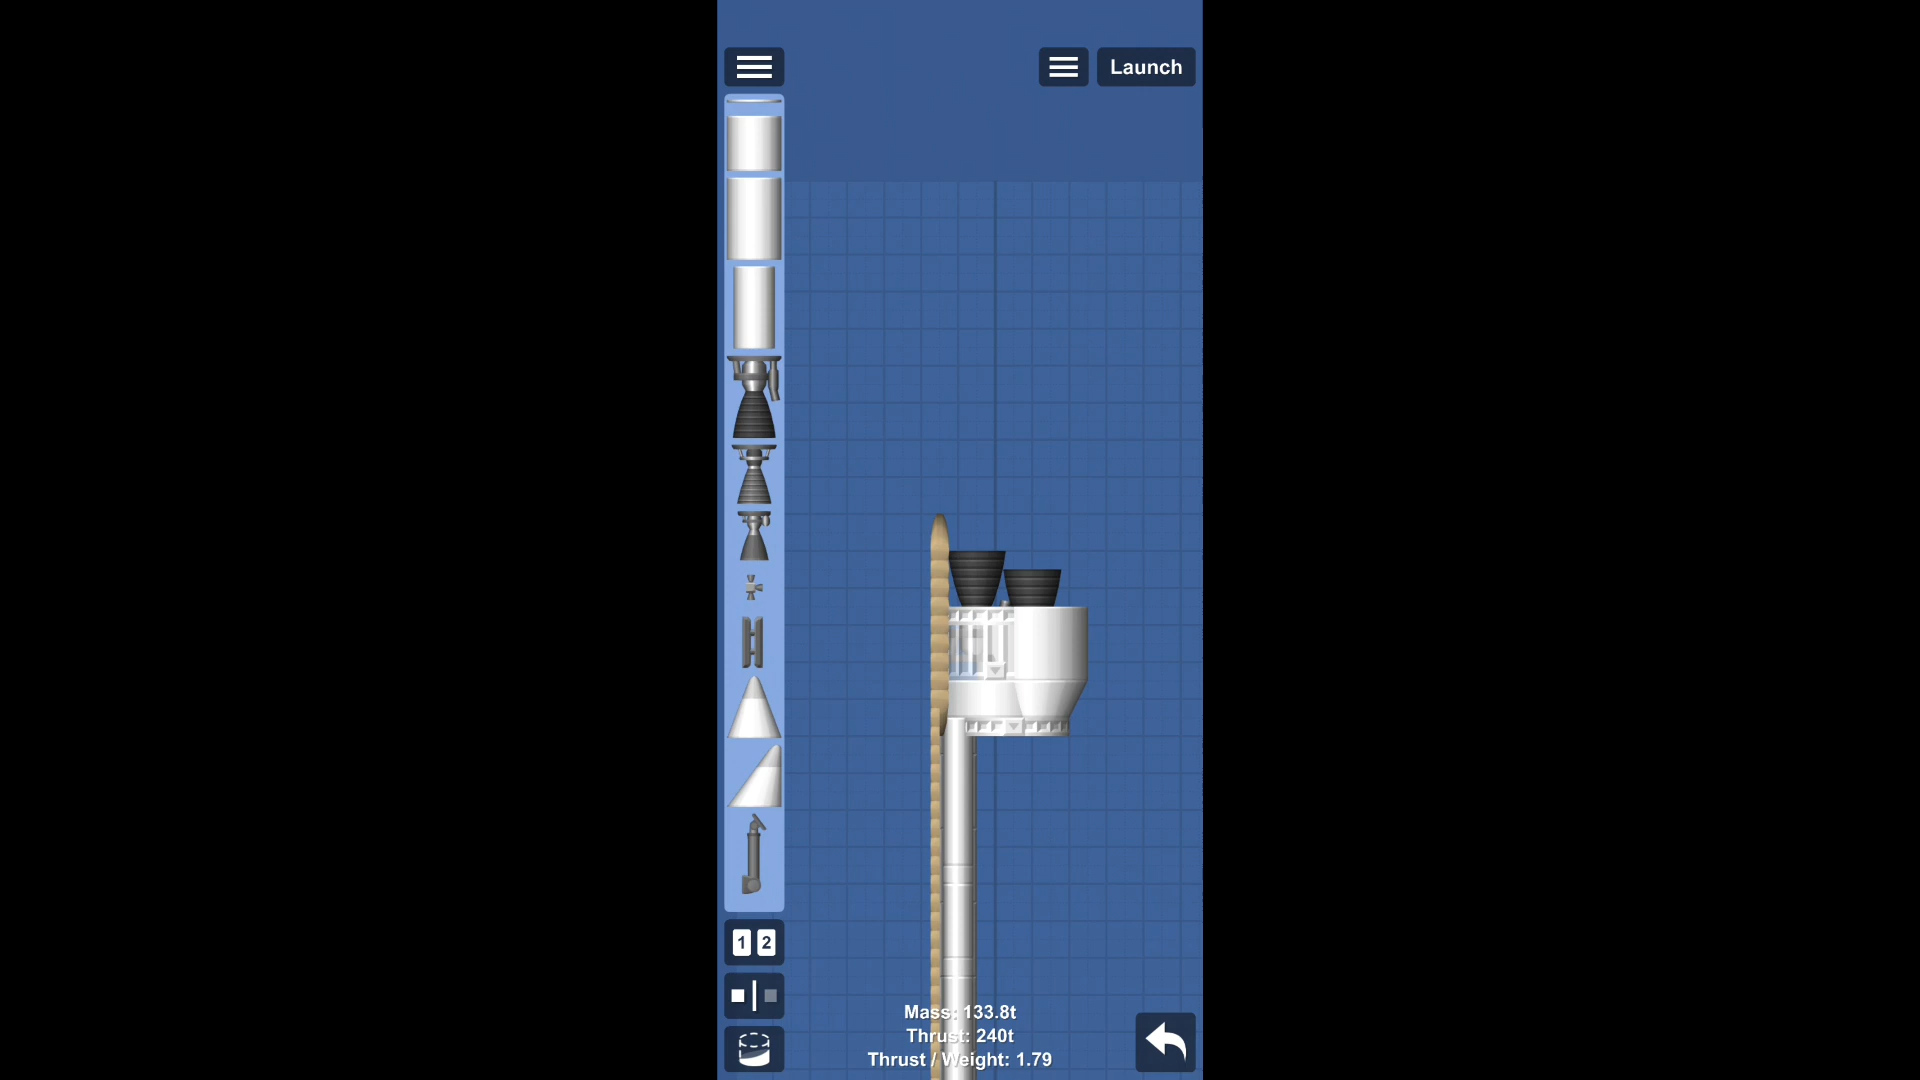 Launch
1 2
Mass: 133.8t
Thrust: 240t
Thrust / Weight: 1.79